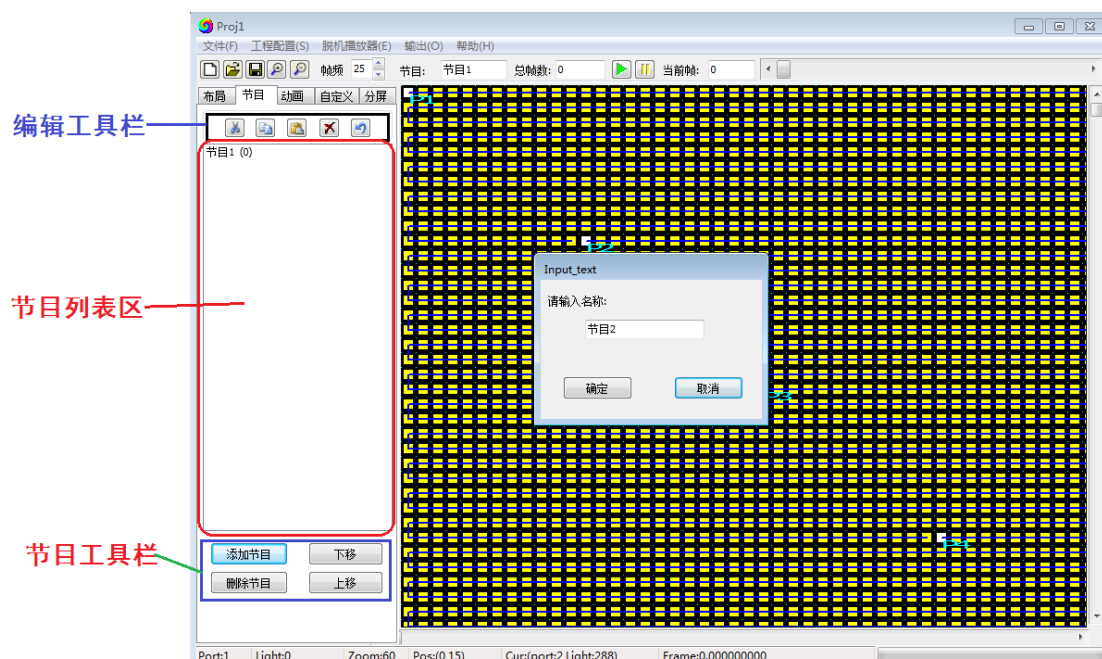 Proj1
文件(F) 工程配置(S) 脱机播放器(E) 输出(O) 帮助(H)
帧频 25 节目: 节目1 总帧数: 0 当前帧: 0
布局 节目 动画 自定义 分屏
P1
编辑工具栏
节目1 (0)
P2
Input_text
请输入名称:
节目2
节目列表区
确定 取消
P3
P4
节目工具栏
添加节目 下移
删除节目 上移
Port:1 Light:0 Zoom:60 Pos:(0,15) Cur:(port:2 Light:288) Frame:0.000000000